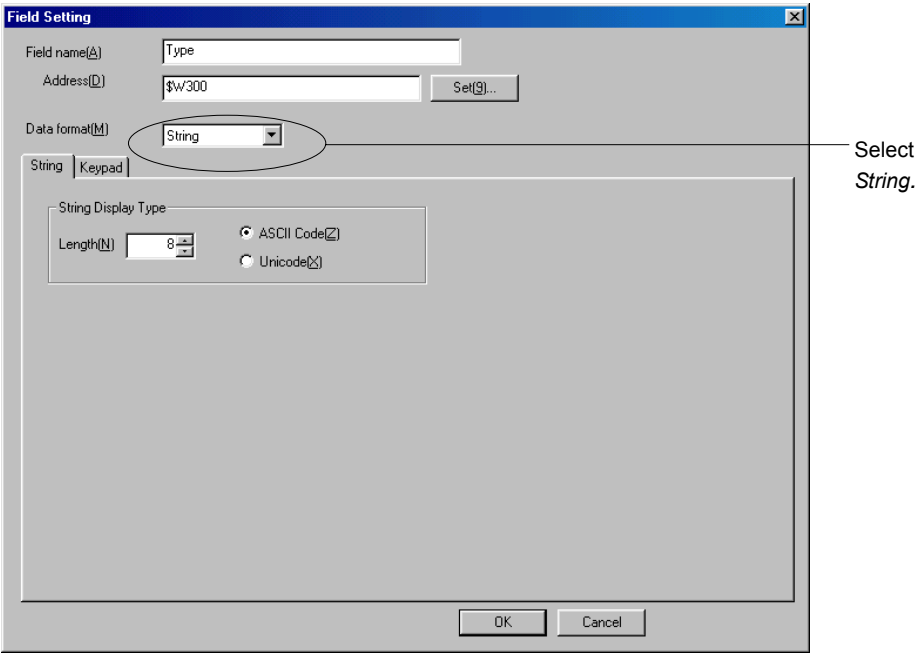 Field Setting
Field name(A) Type
Address(D) $W300 Set(9)...
Data format(M) String
Select
String.
String Keypad
String Display Type
Length(N) 8 ASCII Code(Z)
Unicode(X)
OK Cancel